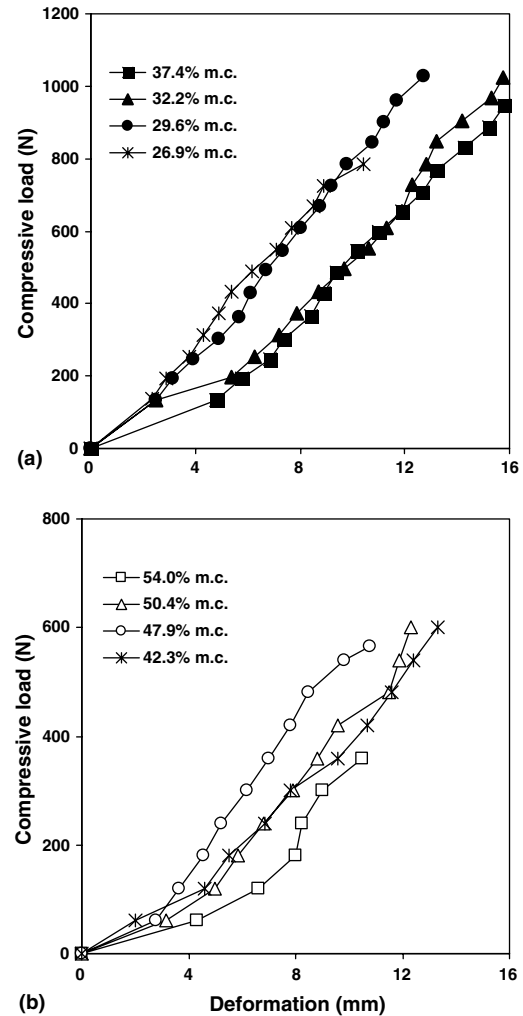 1200
1000
800
600
400
200
0
Compressive load (N)
37.4% m.c.
32.2% m.c.
29.6% m.c.
26.9% m.c.
0 4 8 12 16
(a)
800
600
400
200
0
Compressive load (N)
54.0% m.c.
50.4% m.c.
47.9% m.c.
42.3% m.c.
0 4 8 12 16
(b) Deformation (mm)